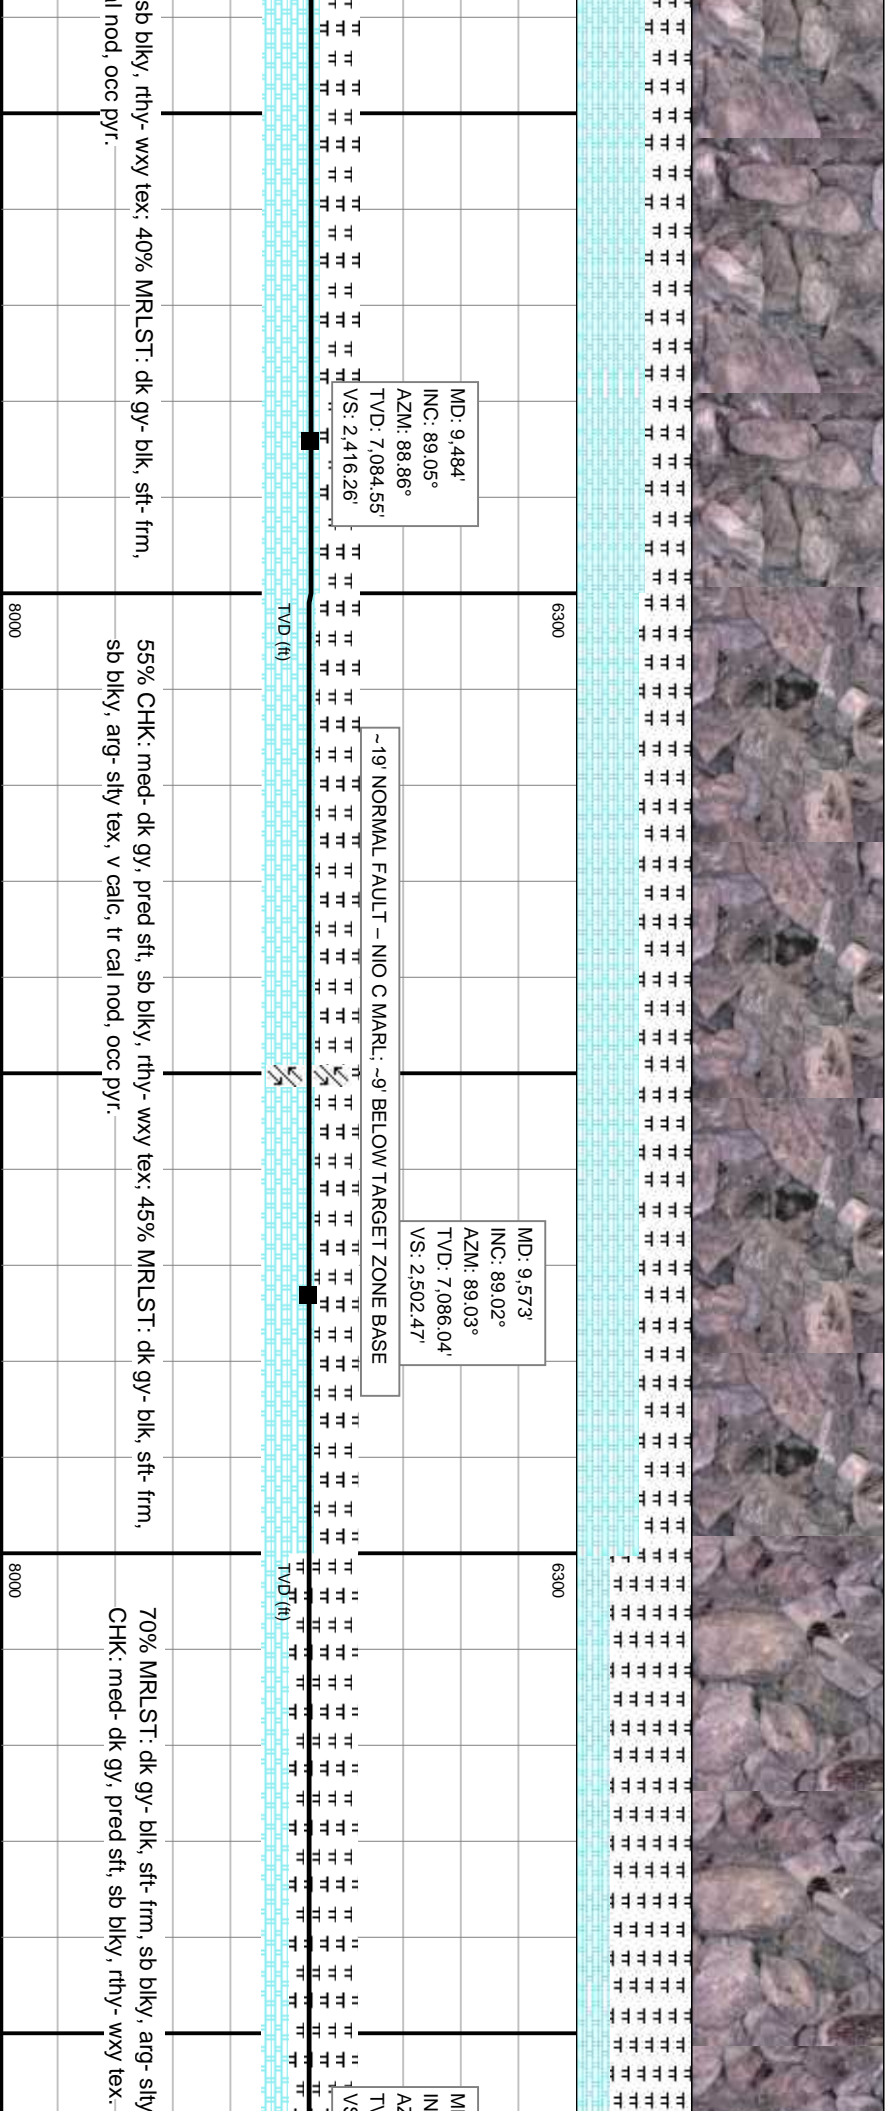 sb blky, rthy- wxy tex; 40% MRLST: dk gy- blk, sft- frm,
al nod, occ pyr.
MD: 9,484'
INC: 89.05°
AZM: 88.86°
TVD: 7,084.55'
VS: 2,416.26'
6300
TVD (ft)
8000
55% CHK: med- dk gy, pred sft, sb blky, rthy- wxy tex; 45% MRLST: dk gy- blk, sft- frm,
sb blky, arg- slty tex, v calc, tr cal nod, occ pyr.
~19' NORMAL FAULT – NIO C MARL; ~9' BELOW TARGET ZONE BASE
MD: 9,573'
INC: 89.02°
AZM: 89.03°
TVD: 7,086.04'
VS: 2,502.47'
6300
TVD (ft)
8000
70% MRLST: dk gy- blk, sft- frm, sb blky, arg- slty
CHK: med- dk gy, pred sft, sb blky, rthy- wxy tex.